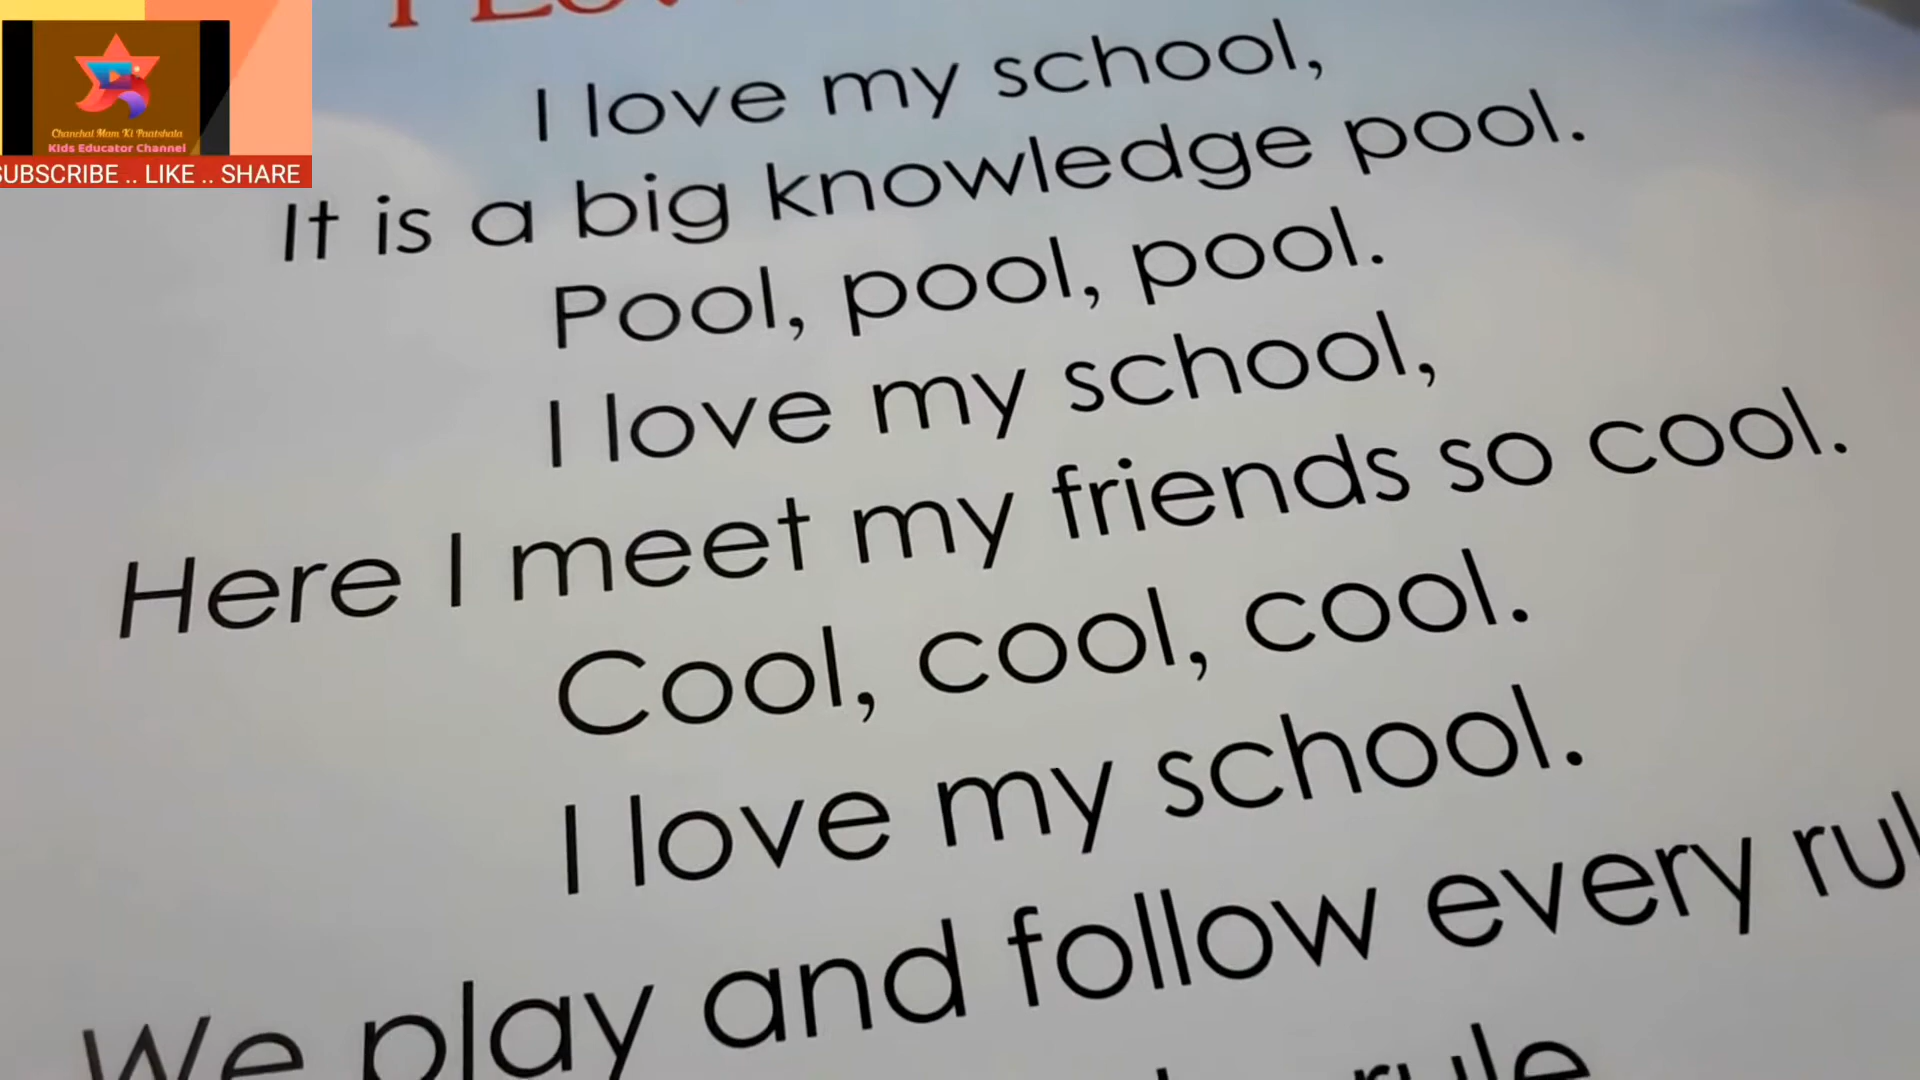 Chanchal Mam Ki Paatshala
Kids Educator Channel
SUBSCRIBE .. LIKE .. SHARE
I love my school,
It is a big knowledge pool.
Pool, pool, pool.
I love my school,
Here I meet my friends so cool.
Cool, cool, cool.
I love my school.
We play and follow every
rule